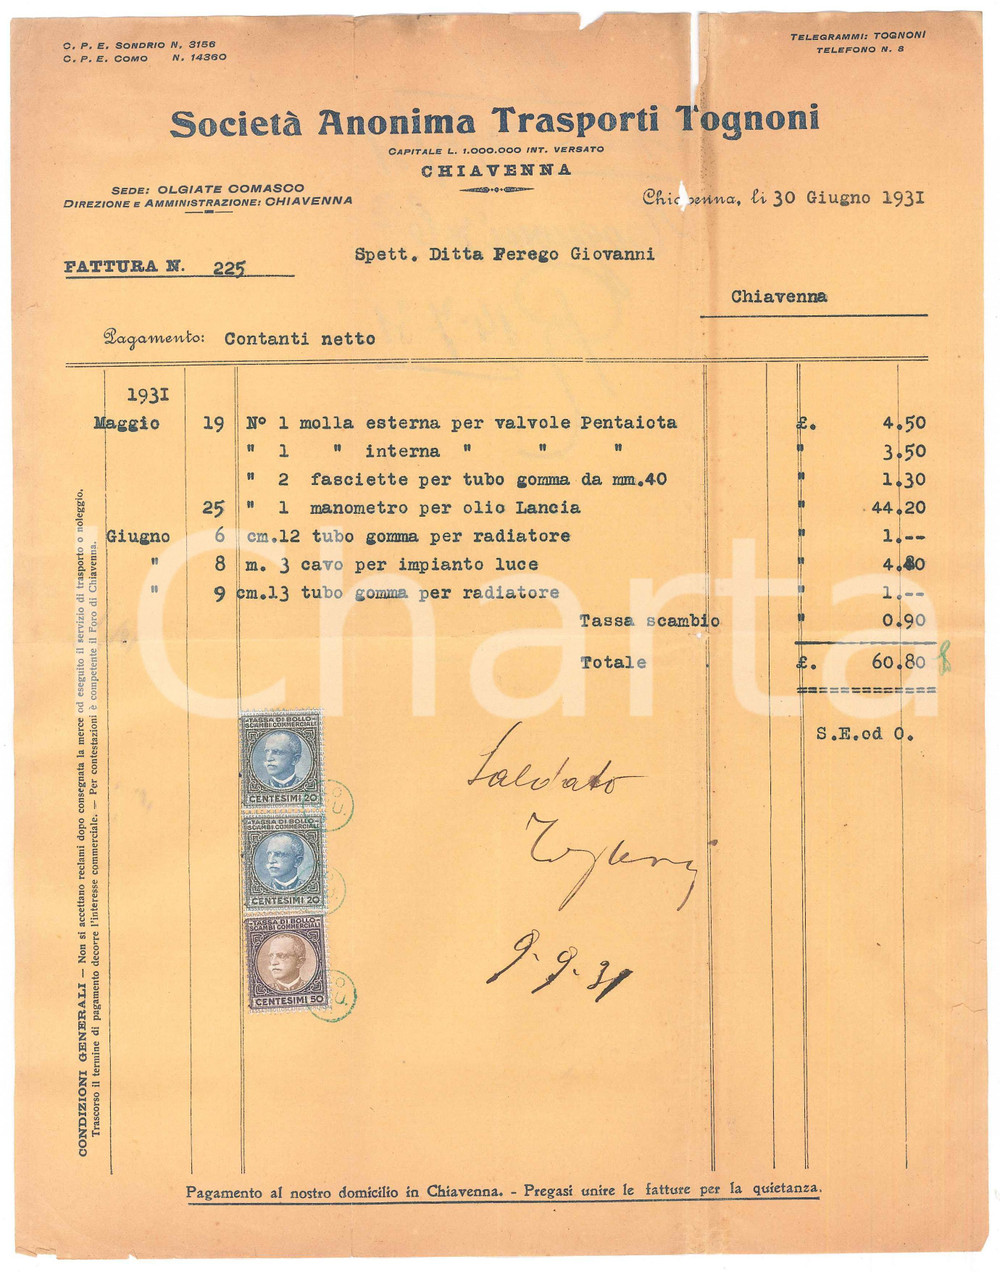 C. P. E. SONDRIO N. 3156
C. P. E. COMO N. 14360
TELEGRAMMI: TOGNONI
TELEFONO N. 8
Società Anonima Trasporti Tognoni
CAPITALE L. 1.000.000 INT. VERSATO
CHIAVENNA
SEDE: OLGIATE COMASCO
DIREZIONE E AMMINISTRAZIONE: CHIAVENNA
Chiavenna, li 30 Giugno 1931
Spett. Ditta Perego Giovanni
FATTURA N. 225
Chiavenna
Pagamento: Contanti netto
1931
Maggio 19 N° 1 molla esterna per valvole Pentaiota £. 4.50
" 1 " interna " " " " 3.50
" 2 fasciette per tubo gomma da mm.40 " 1.30
25 " 1 manometro per olio Lancia " 44.20
Giugno 6 cm.12 tubo gomma per radiatore " 1.--
" 8 m. 3 cavo per impianto luce " 4.40
" 9 cm.13 tubo gomma per radiatore " 1.--
Tassa scambio " 0.90
Totale £. 60.80
S.E.od O.
Charta
TASSA DI BOLLO
SCAMBI COMMERCIALI
CENTESIMI 20
TASSA DI BOLLO
SCAMBI COMMERCIALI
CENTESIMI 20
TASSA DI BOLLO
SCAMBI COMMERCIALI
CENTESIMI 50
Saldato
Tognoni
9.9.31
CONDIZIONI GENERALI — Non si accettano reclami dopo consegnata la merce od eseguito il servizio di trasporto o noleggio.
Trascorso il termine di pagamento decorre l'interesse commerciale. — Per contestazioni è competente il Foro di Chiavenna.
Pagamento al nostro domicilio in Chiavenna. - Pregasi unire le fatture per la quietanza.